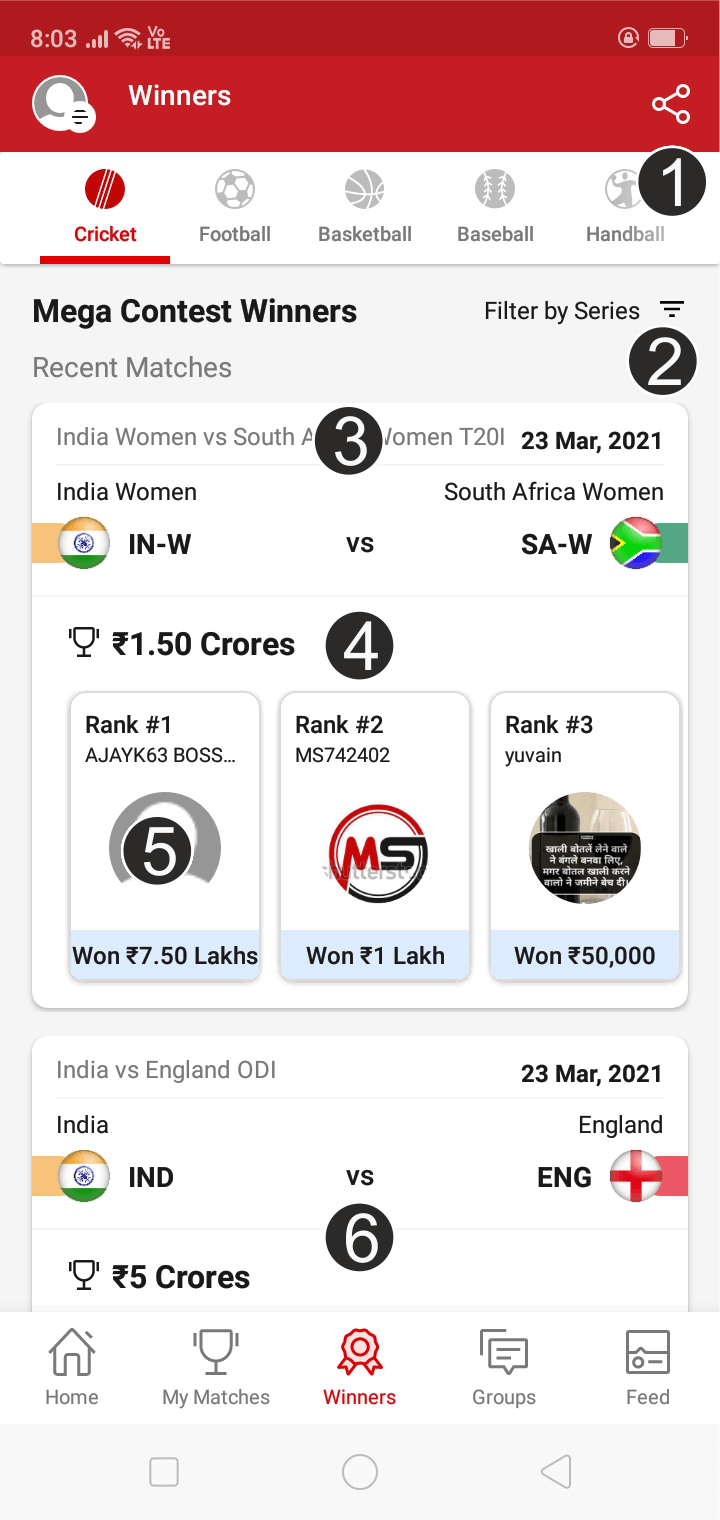 8:03 Vo LTE
Winners
1
Cricket Football Basketball Baseball Handball
Mega Contest Winners Filter by Series
2
Recent Matches
India Women vs South A 3 Women T20I 23 Mar, 2021
India Women South Africa Women
IN-W vs SA-W
₹1.50 Crores 4
Rank #1 Rank #2 Rank #3
AJAYK63 BOSS... MS742402 yuvain
5
MS
खाली बोतलें लेने वाले
ने बंगले बनवा लिए,
मगर बोतल खाली करने
वालो ने जमीने बेच दी।
Won ₹7.50 Lakhs Won ₹1 Lakh Won ₹50,000
India vs England ODI 23 Mar, 2021
India England
IND vs ENG
6
₹5 Crores
Home My Matches Winners Groups Feed